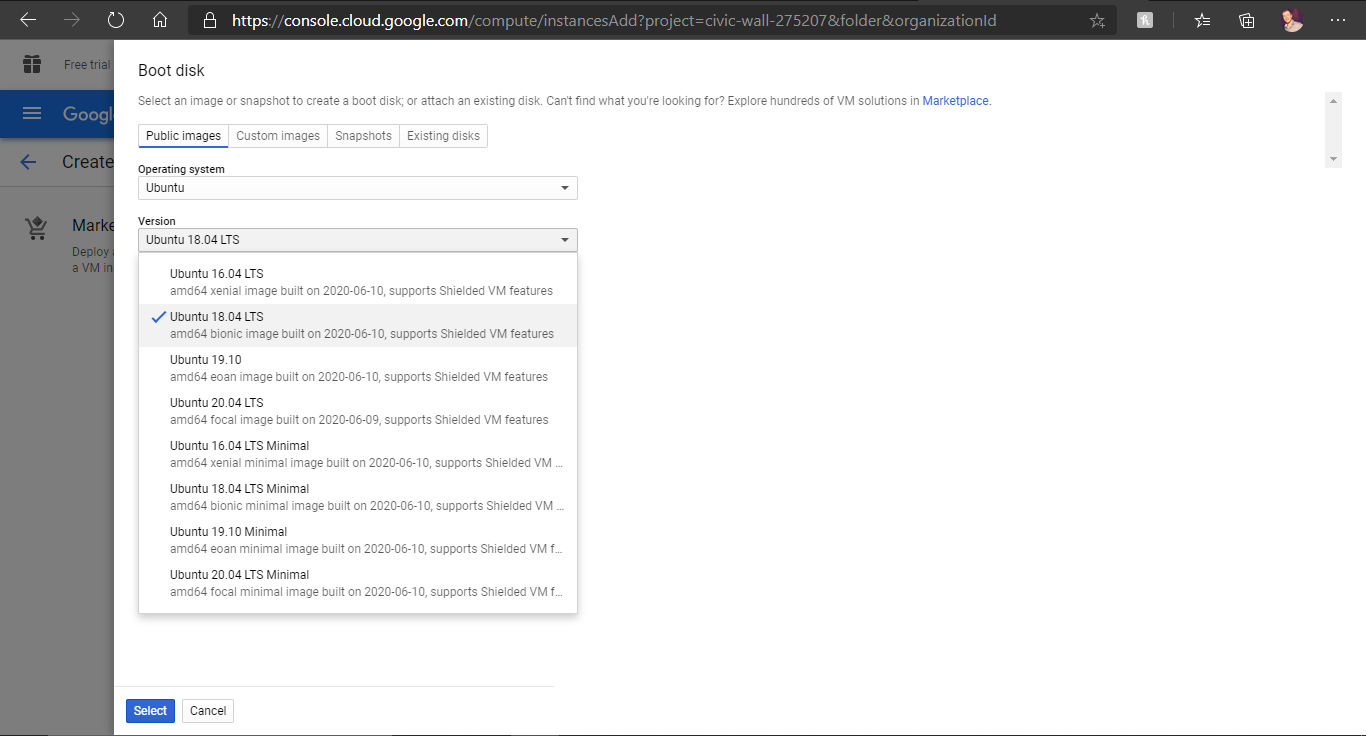 https://console.cloud.google.com/compute/instancesAdd?project=civic-wall-275207&folder&organizationId
Free trial
Google
Create
Marke
Deploy
a VM in
Boot disk
Select an image or snapshot to create a boot disk; or attach an existing disk. Can't find what you're looking for? Explore hundreds of VM solutions in Marketplace.
Public images Custom images Snapshots Existing disks
Operating system
Ubuntu
Version
Ubuntu 18.04 LTS
Ubuntu 16.04 LTS
amd64 xenial image built on 2020-06-10, supports Shielded VM features
Ubuntu 18.04 LTS
amd64 bionic image built on 2020-06-10, supports Shielded VM features
Ubuntu 19.10
amd64 eoan image built on 2020-06-10, supports Shielded VM features
Ubuntu 20.04 LTS
amd64 focal image built on 2020-06-09, supports Shielded VM features
Ubuntu 16.04 LTS Minimal
amd64 xenial minimal image built on 2020-06-10, supports Shielded VM ...
Ubuntu 18.04 LTS Minimal
amd64 bionic minimal image built on 2020-06-10, supports Shielded VM ...
Ubuntu 19.10 Minimal
amd64 eoan minimal image built on 2020-06-10, supports Shielded VM f...
Ubuntu 20.04 LTS Minimal
amd64 focal minimal image built on 2020-06-10, supports Shielded VM f...
Select Cancel